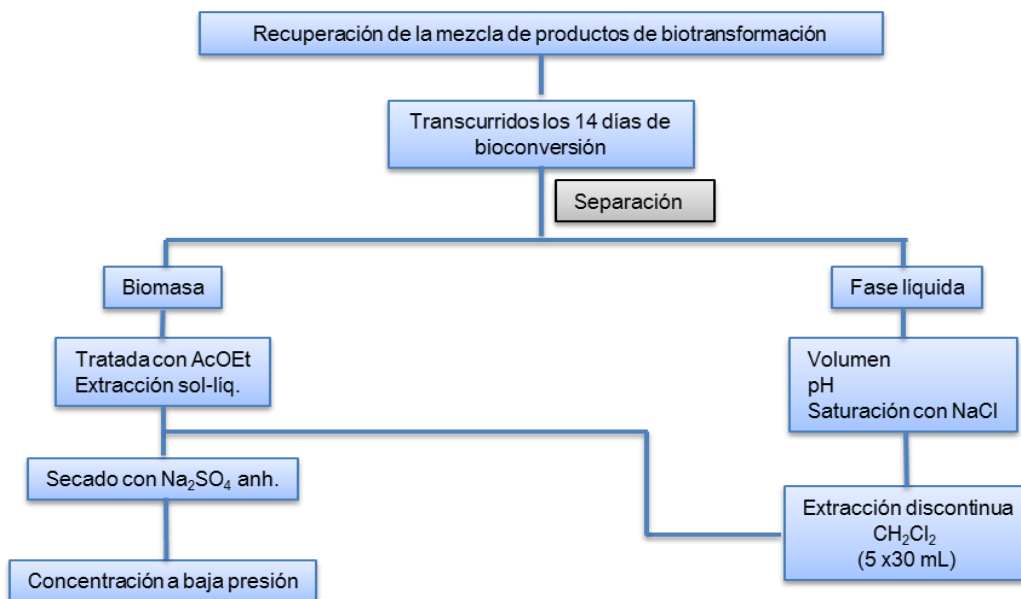 Recuperación de la mezcla de productos de biotransformación
Transcurridos los 14 días de
bioconversión
Separación
Biomasa
Fase líquida
Tratada con AcOEt
Extracción sol-líq.
Volumen
pH
Saturación con NaCl
Secado con Na₂SO₄ anh.
Extracción discontinua
CH₂Cl₂
(5 x30 mL)
Concentración a baja presión